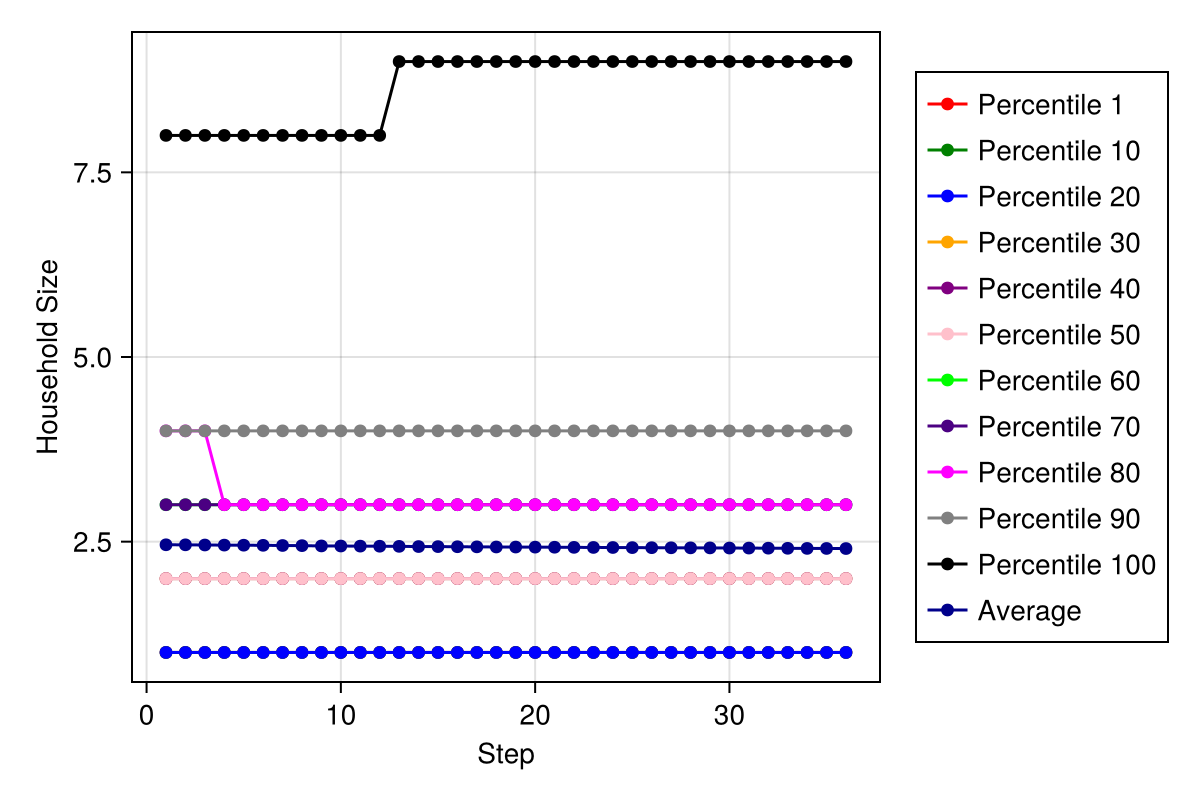 7.5
5.0
2.5
Household Size
0
10
20
30
Step
Percentile 1
Percentile 10
Percentile 20
Percentile 30
Percentile 40
Percentile 50
Percentile 60
Percentile 70
Percentile 80
Percentile 90
Percentile 100
Average